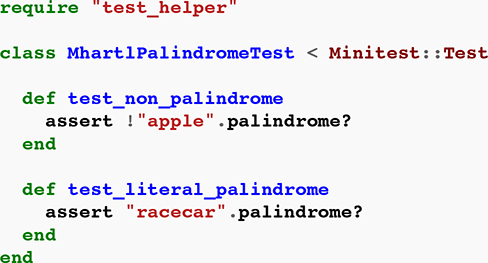 require "test_helper"
class MhartlPalindromeTest < Minitest::Test
def test_non_palindrome
assert !"apple".palindrome?
end
def test_literal_palindrome
assert "racecar".palindrome?
end
end